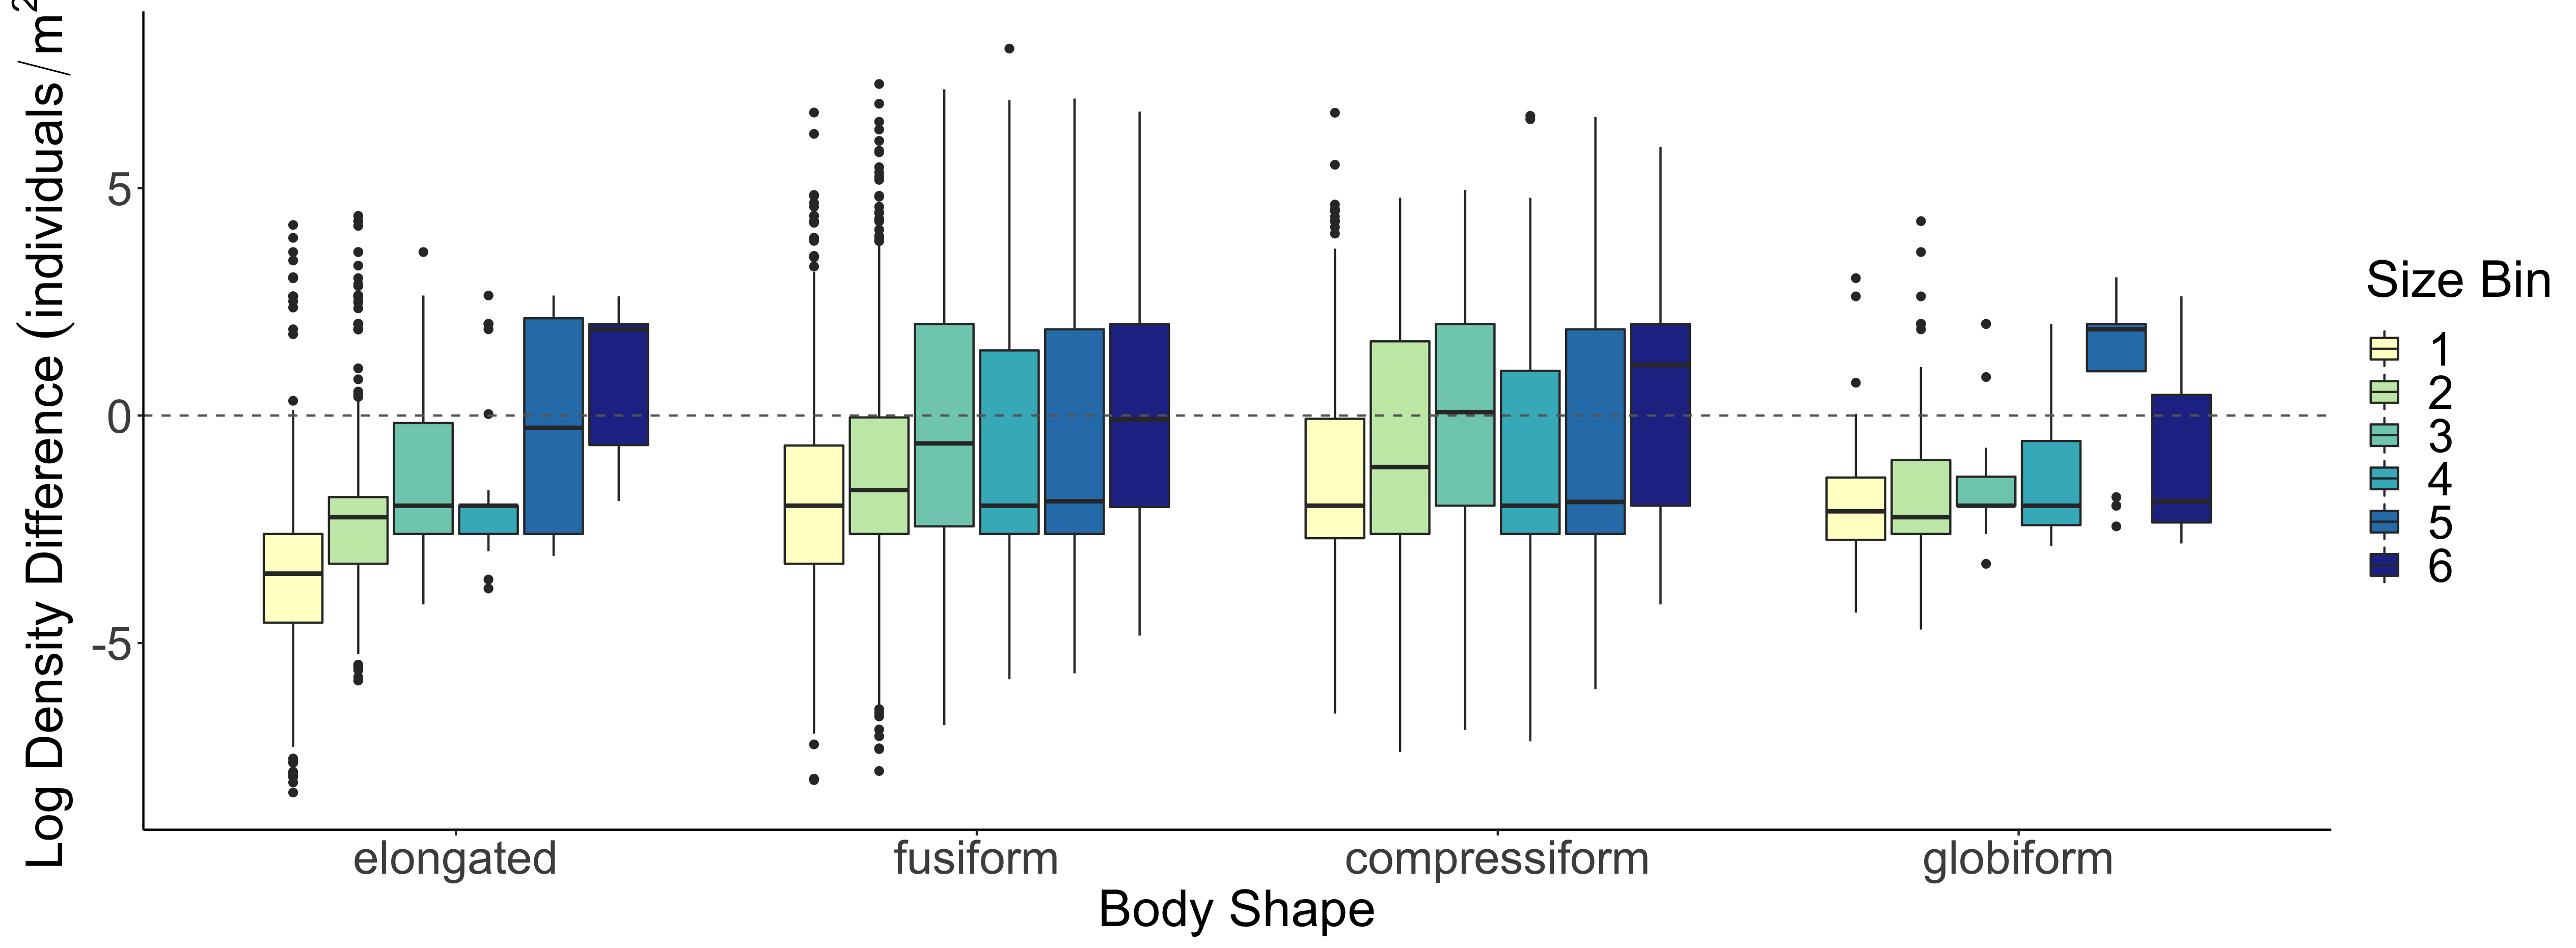 Log Density Difference (individuals/m2
5
0
-5
elongated fusiform compressiform globiform
Body Shape
Size Bin
1
2
3
4
5
6